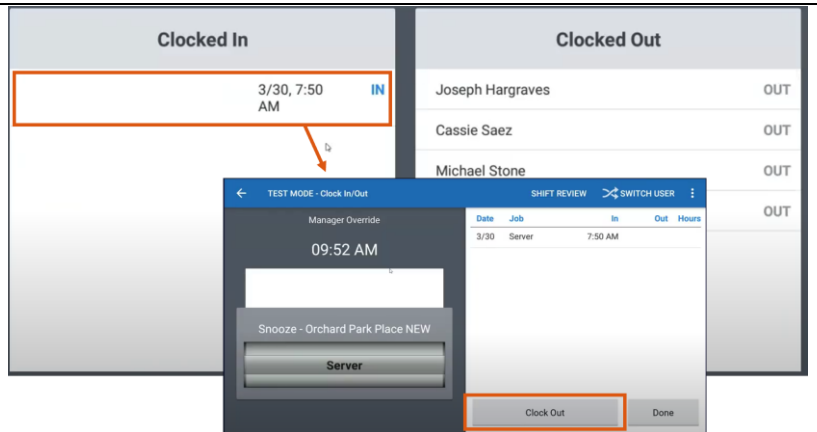 Clocked In
3/30, 7:50 IN
AM
Clocked Out
Joseph Hargraves OUT
Cassie Saez OUT
Michael Stone OUT
OUT
TEST MODE - Clock In/Out SHIFT REVIEW SWITCH USER
Manager Override
09:52 AM
Snooze - Orchard Park Place NEW
Server
Date Job In Out Hours
3/30 Server 7:50 AM
Clock Out Done